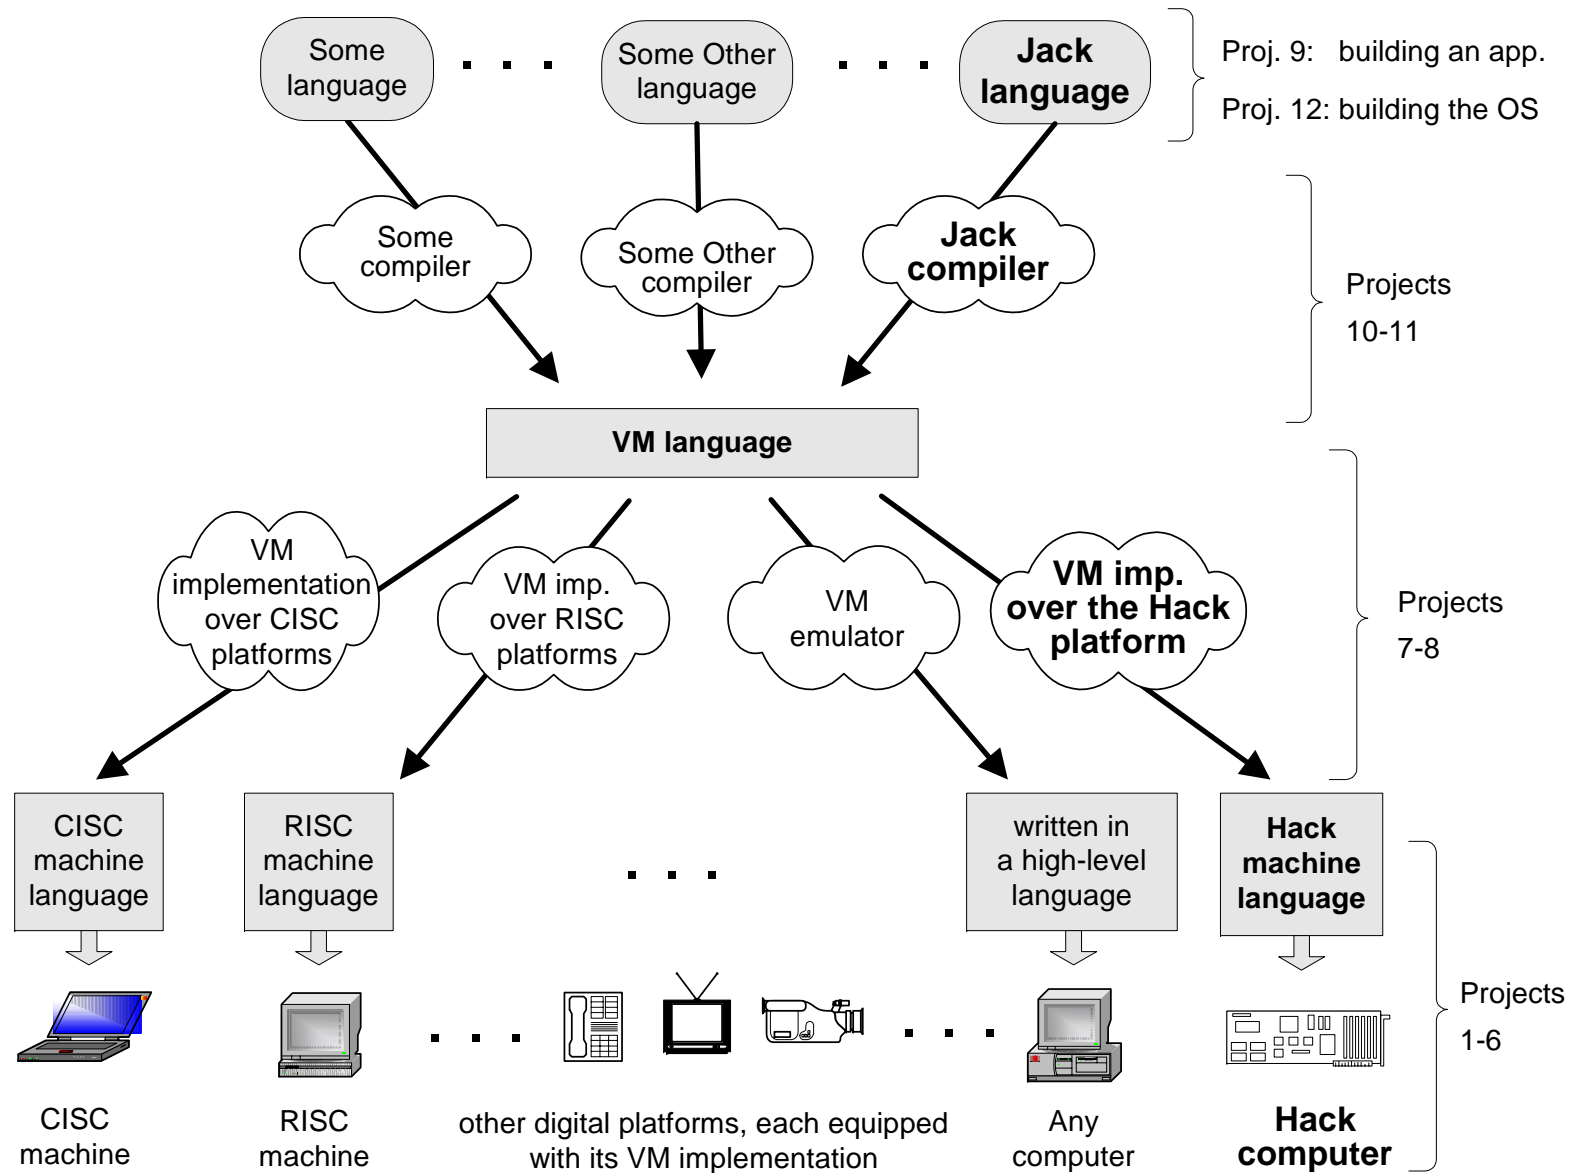 Some
language
Some Other
language
Jack
language
Proj. 9: building an app.
Proj. 12: building the OS
Some
compiler
Some Other
compiler
Jack
compiler
Projects
10-11
VM language
VM
implementation
over CISC
platforms
VM imp.
over RISC
platforms
VM
emulator
VM imp.
over the Hack
platform
Projects
7-8
CISC
machine
language
RISC
machine
language
written in
a high-level
language
Hack
machine
language
Projects
1-6
CISC
machine
RISC
machine
other digital platforms, each equipped
with its VM implementation
Any
computer
Hack
computer